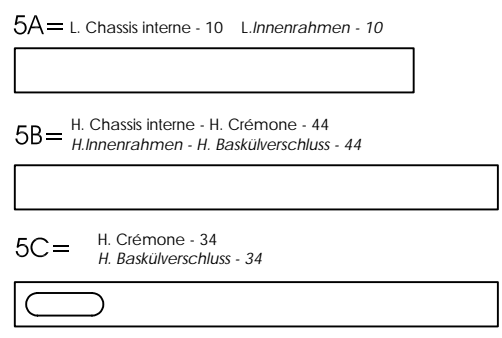 5A= L. Chassis interne - 10 L.Innenrahmen - 10
5B= H. Chassis interne - H. Crémone - 44
H.Innenrahmen - H. Baskülverschluss - 44
5C= H. Crémone - 34
H. Baskülverschluss - 34